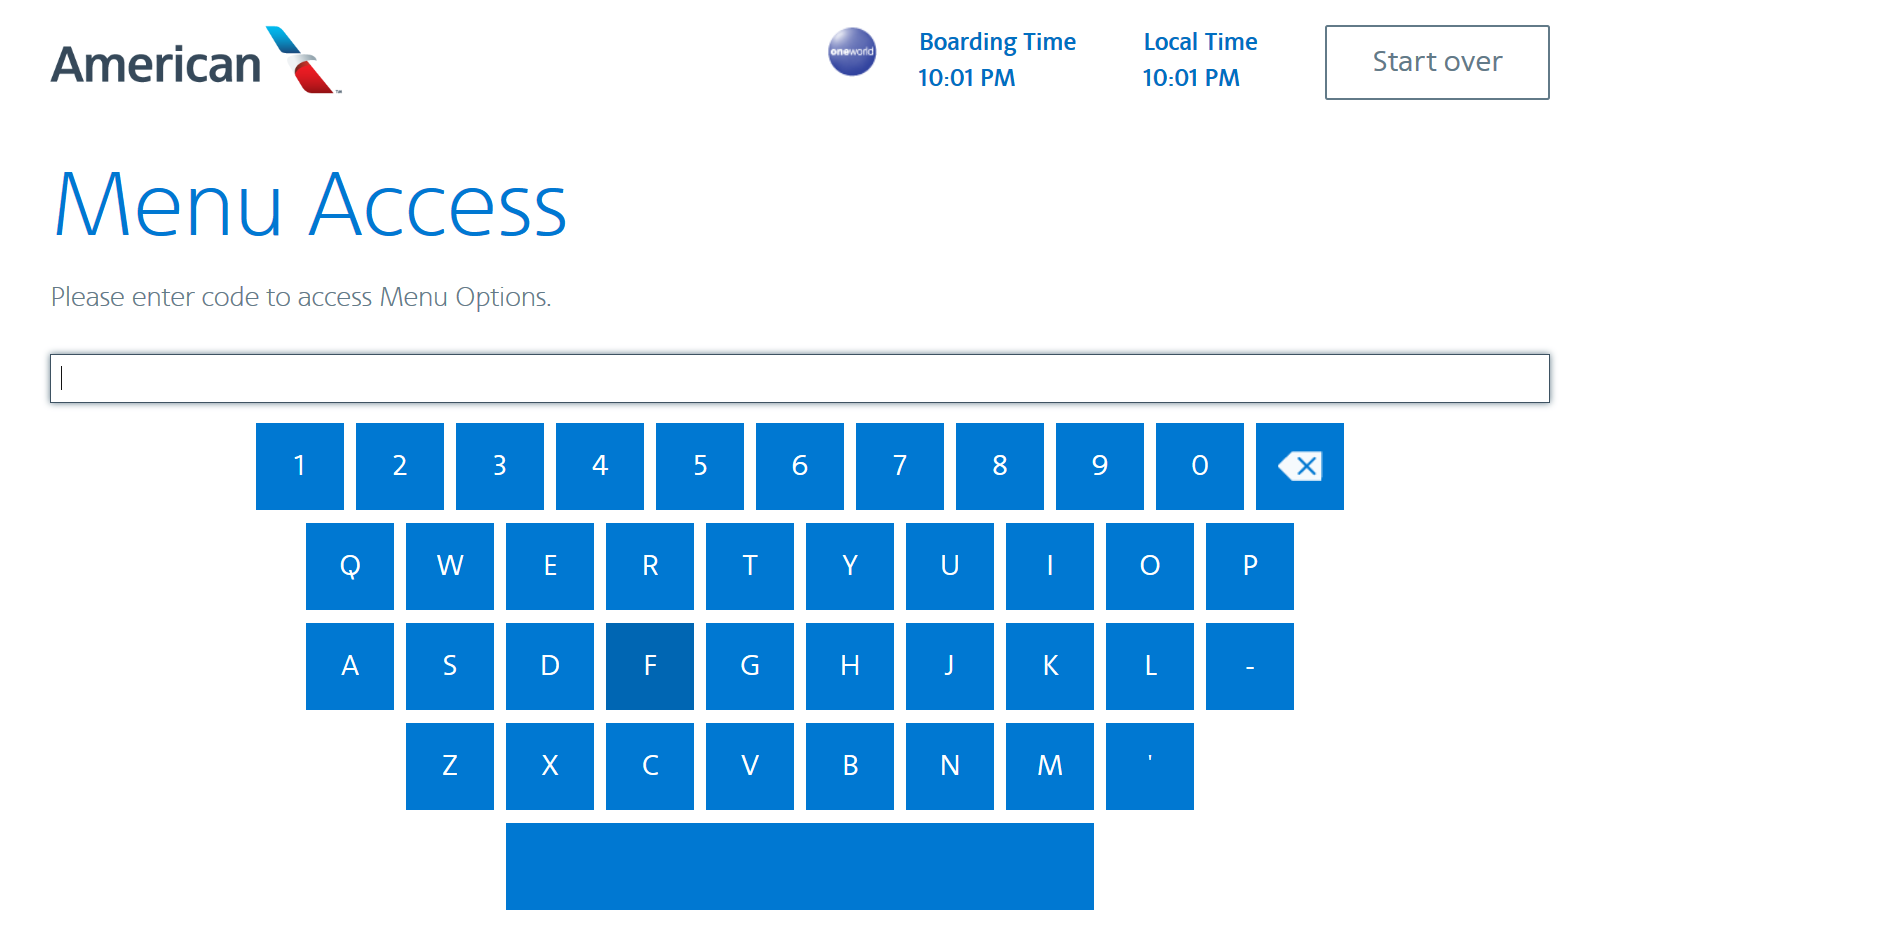 American
oneworld
Boarding Time
10:01 PM
Local Time
10:01 PM
Start over
Menu Access
Please enter code to access Menu Options.
1 2 3 4 5 6 7 8 9 0
Q W E R T Y U I O P
A S D F G H J K L -
Z X C V B N M '